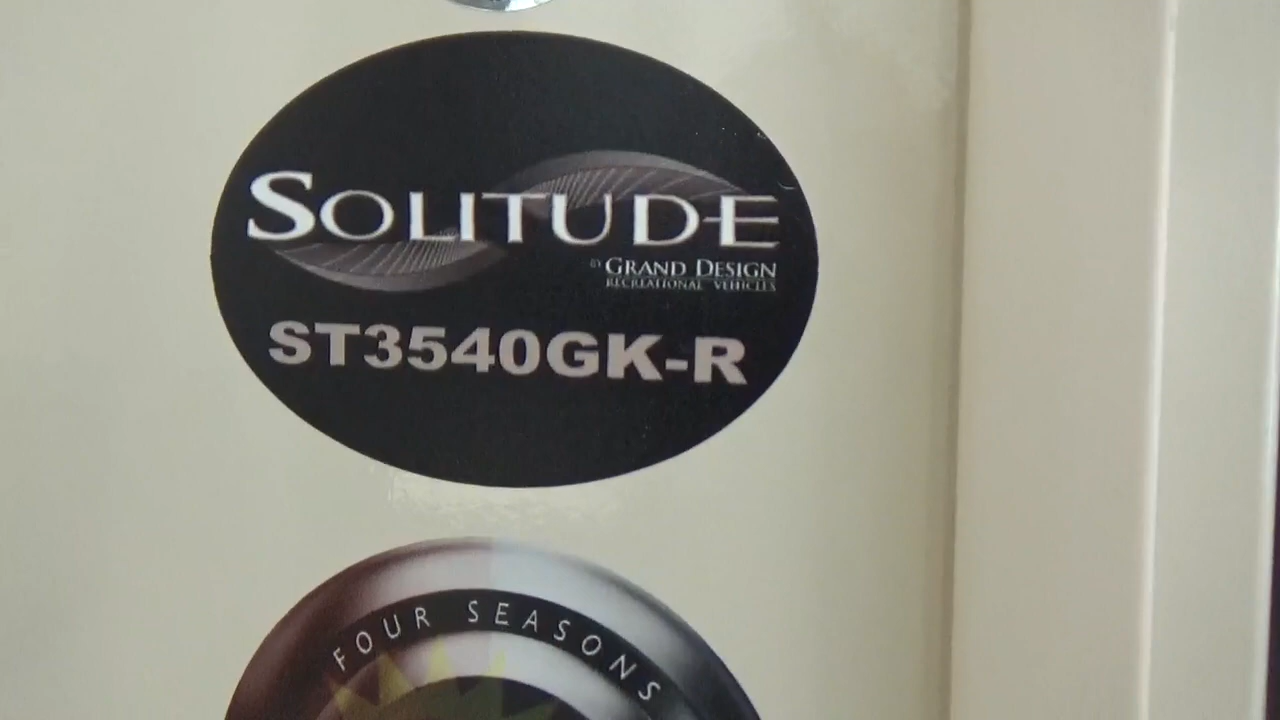 SOLITUDE
BY GRAND DESIGN
RECREATIONAL VEHICLES
ST3540GK-R
FOUR SEASONS